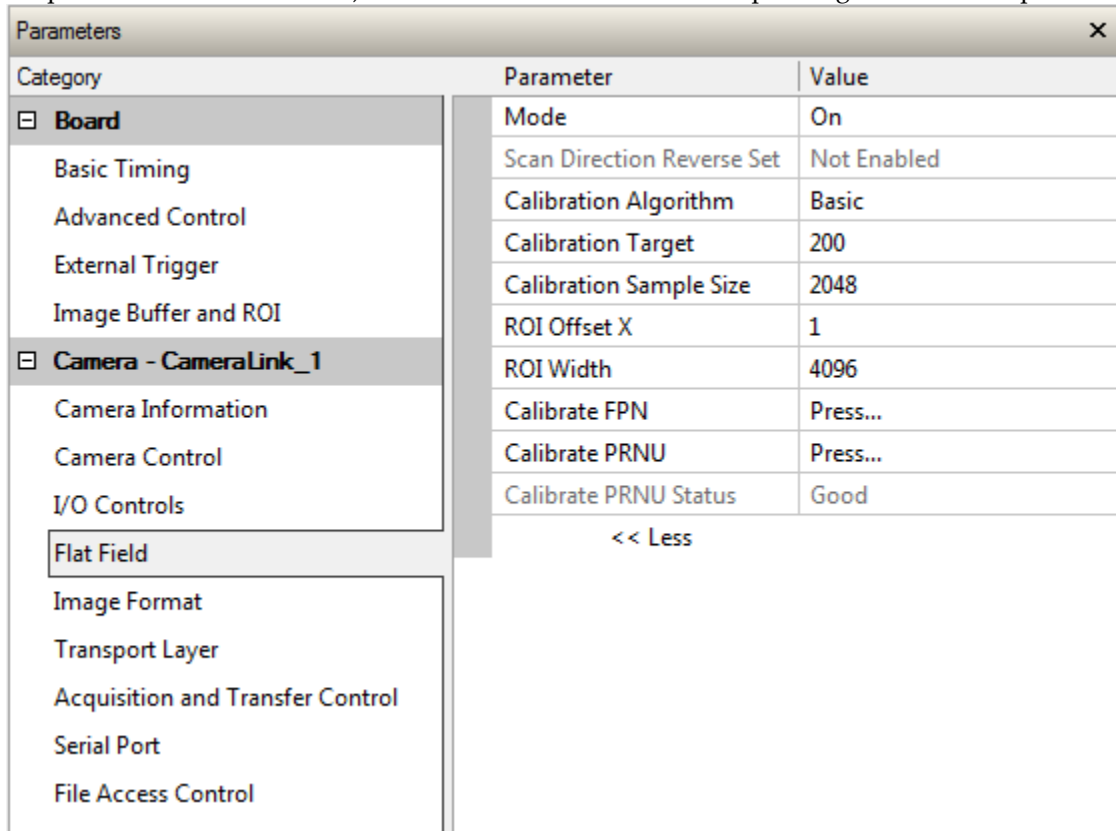 Parameters
Category Parameter Value
Board Mode On
Basic Timing Scan Direction Reverse Set Not Enabled
Advanced Control Calibration Algorithm Basic
External Trigger Calibration Target 200
Image Buffer and ROI Calibration Sample Size 2048
Camera - CameraLink_1 ROI Offset X 1
ROI Width 4096
Camera Information Calibrate FPN Press...
Camera Control Calibrate PRNU Press...
I/O Controls Calibrate PRNU Status Good
Flat Field << Less
Image Format
Transport Layer
Acquisition and Transfer Control
Serial Port
File Access Control